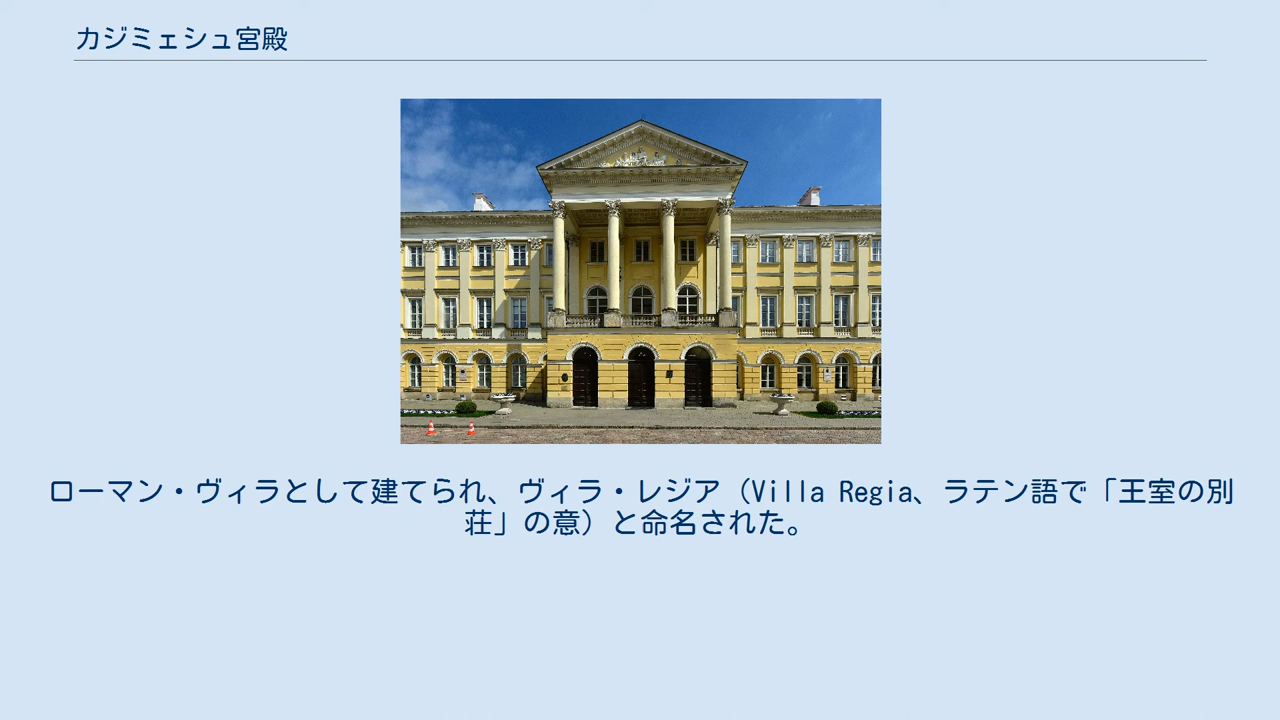 カジミェシュ宮殿
ローマン・ヴィラとして建てられ、ヴィラ・レジア（Villa Regia、ラテン語で「王室の別
荘」の意）と命名された。